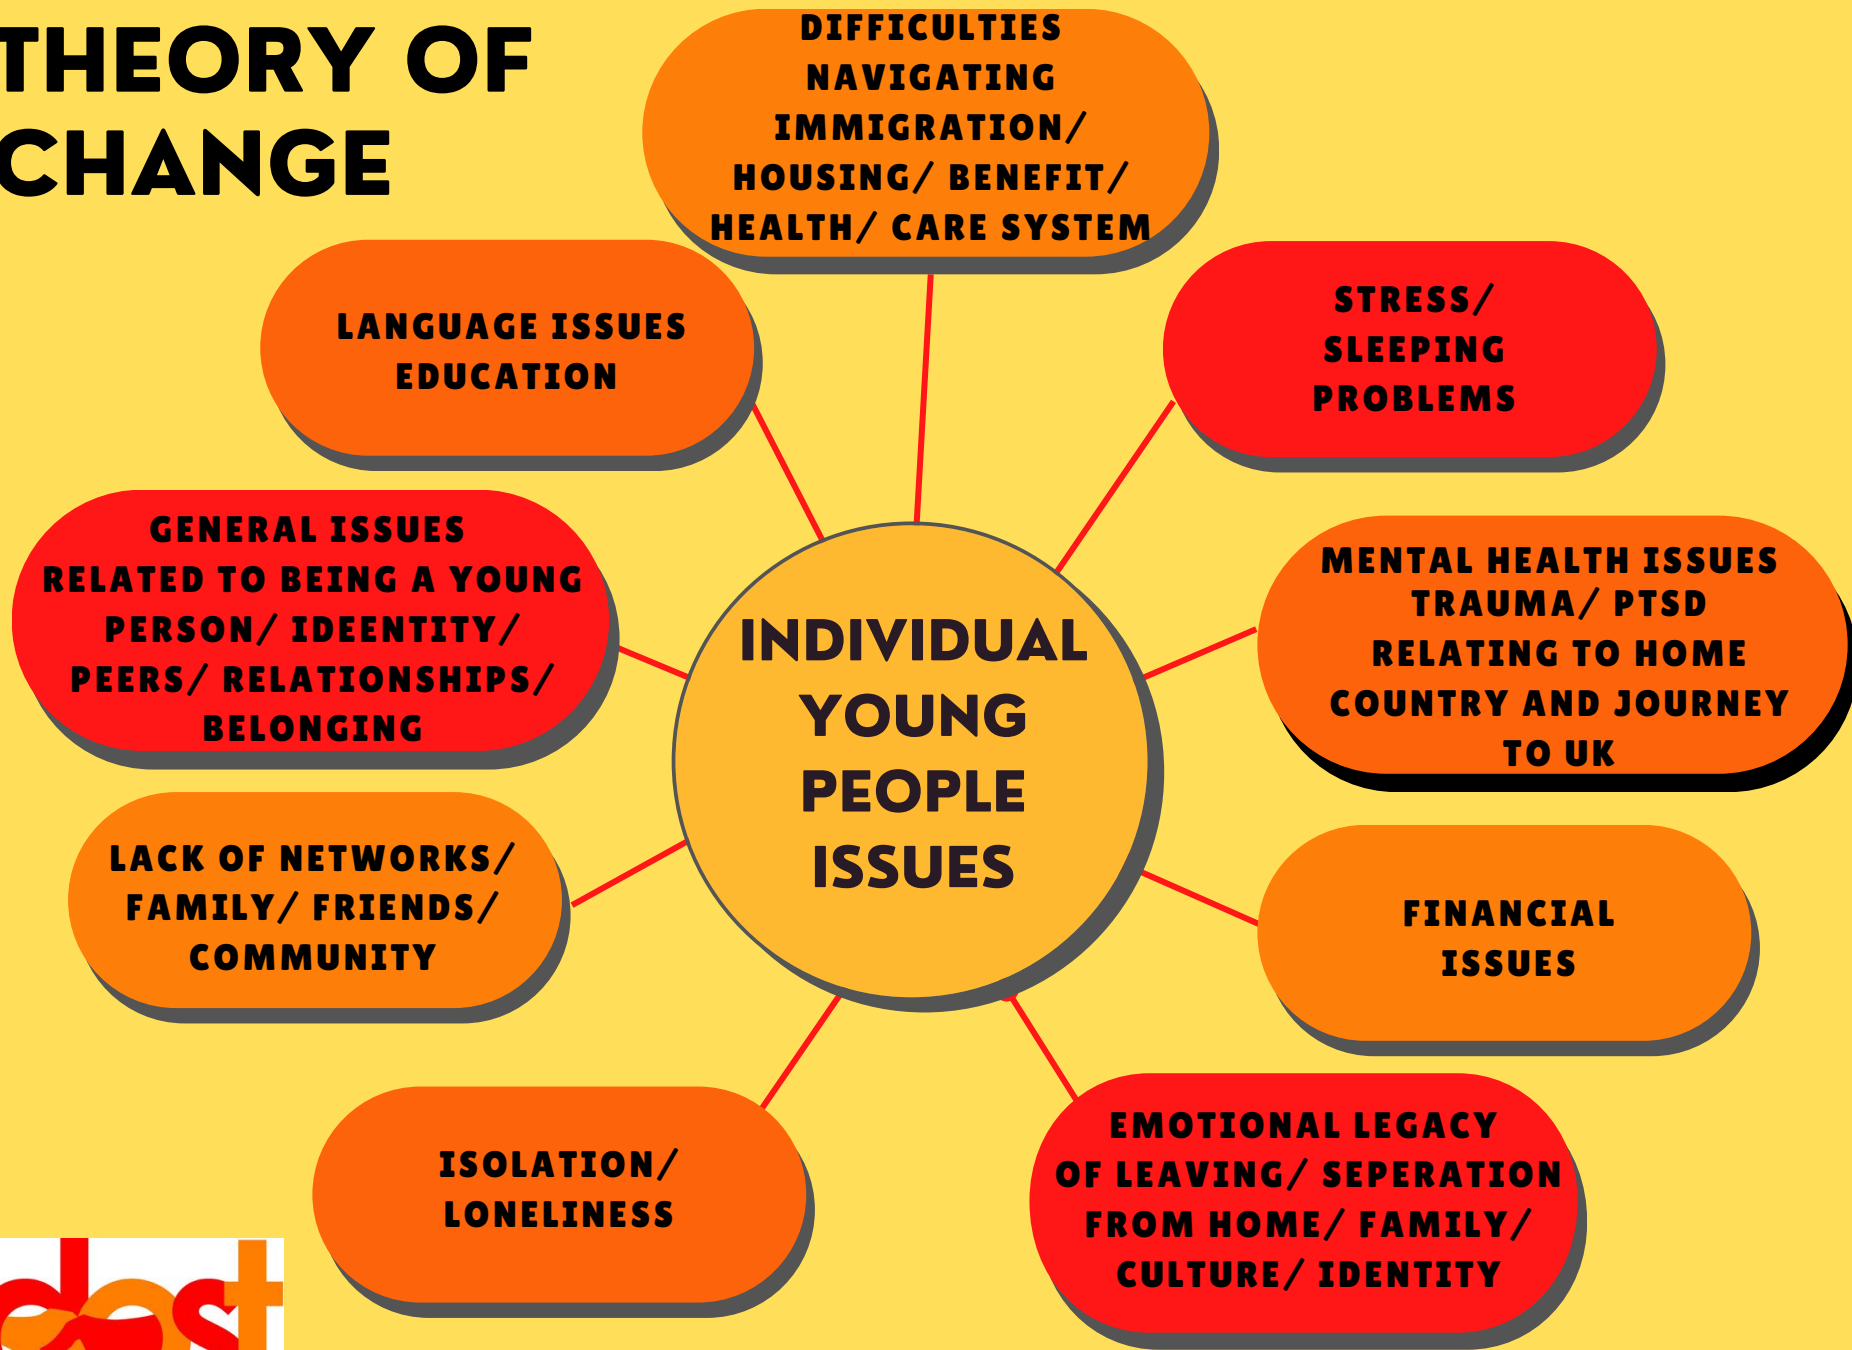 THEORY OF
CHANGE
DIFFICULTIES
NAVIGATING
IMMIGRATION/
HOUSING/ BENEFIT/
HEALTH/ CARE SYSTEM
LANGUAGE ISSUES
EDUCATION
STRESS/
SLEEPING
PROBLEMS
GENERAL ISSUES
RELATED TO BEING A YOUNG
PERSON/ IDEENTITY/
PEERS/ RELATIONSHIPS/
BELONGING
MENTAL HEALTH ISSUES
TRAUMA/ PTSD
RELATING TO HOME
COUNTRY AND JOURNEY
TO UK
INDIVIDUAL
YOUNG
PEOPLE
ISSUES
LACK OF NETWORKS/
FAMILY/ FRIENDS/
COMMUNITY
FINANCIAL
ISSUES
ISOLATION/
LONELINESS
EMOTIONAL LEGACY
OF LEAVING/ SEPERATION
FROM HOME/ FAMILY/
CULTURE/ IDENTITY
dost